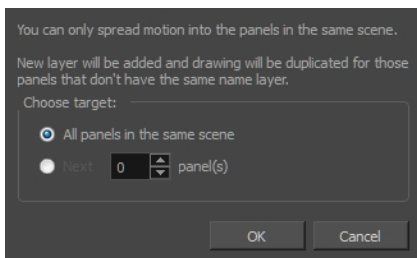 You can only spread motion into the panels in the same scene.
New layer will be added and drawing will be duplicated for those
panels that don't have the same name layer.
Choose target:
All panels in the same scene
Next 0 panel(s)
OK Cancel